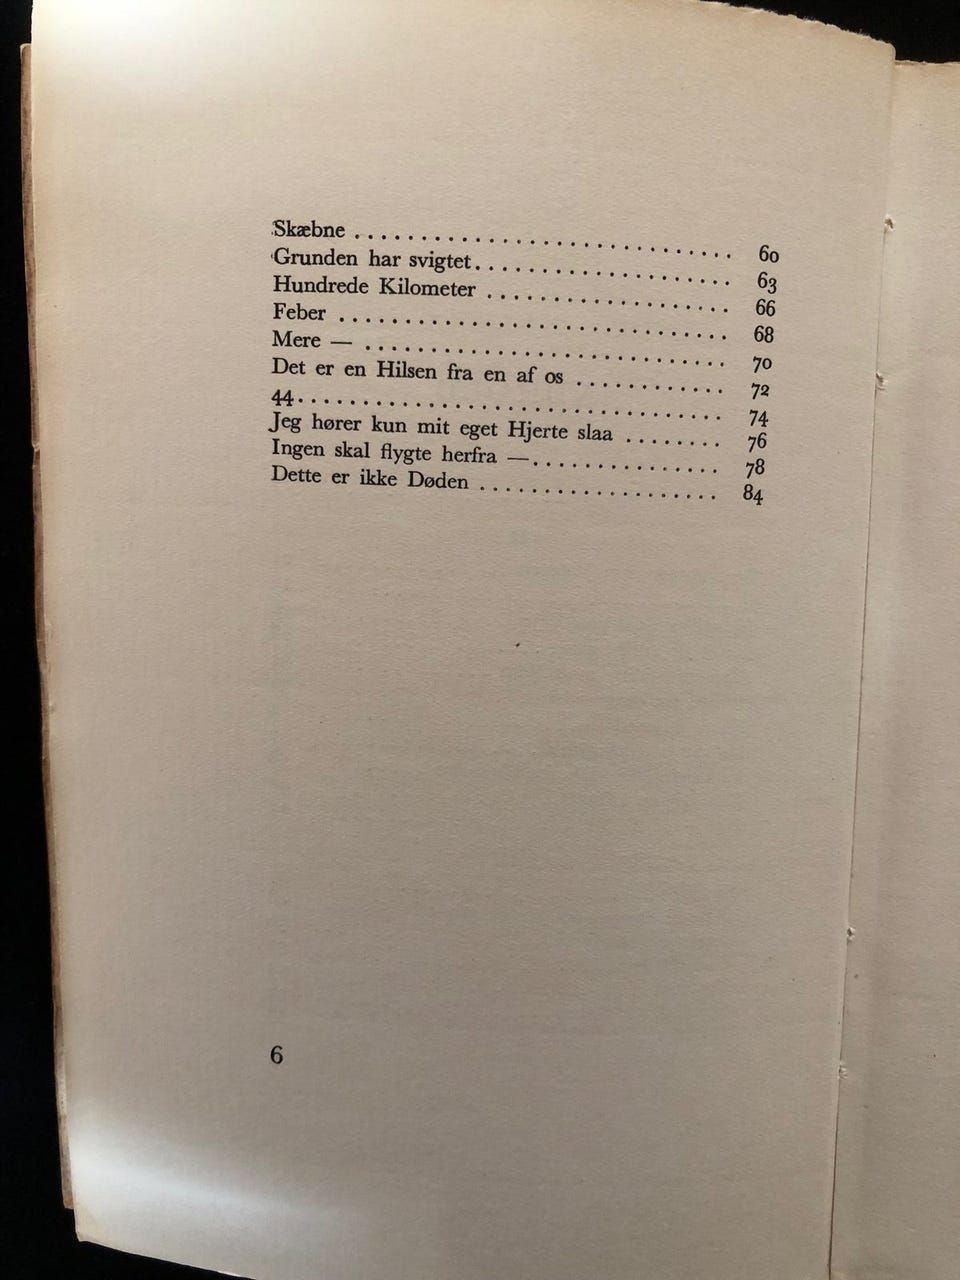 Skæbne .............................. 60
Grunden har svigtet.................... 63
Hundrede Kilometer ................... 66
Feber .............................. 68
Mere — ............................ 70
Det er en Hilsen fra en af os ............ 72
44................................. 74
Jeg hører kun mit eget Hjerte slaa ........ 76
Ingen skal flygte herfra —............... 78
Dette er ikke Døden ................... 84
6